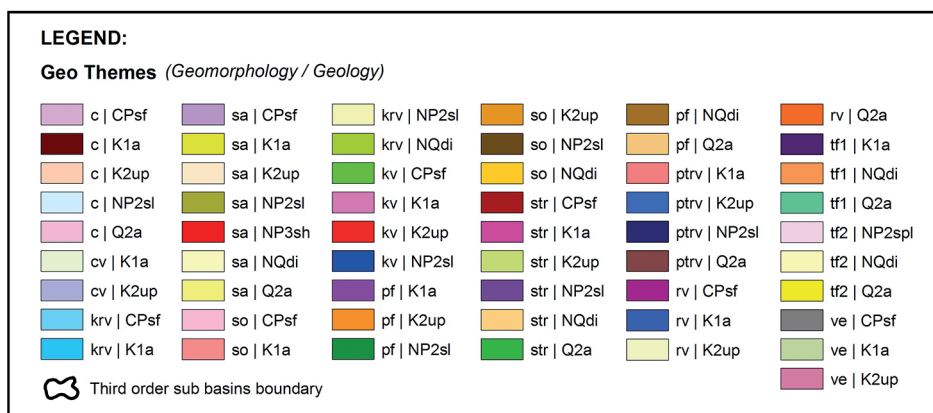 LEGEND:
Geo Themes (Geomorphology / Geology)
c | CPsf
c | K1a
c | K2up
c | NP2sl
c | Q2a
cv | K1a
cv | K2up
krv | CPsf
krv | K1a
sa | CPsf
sa | K1a
sa | K2up
sa | NP2sl
sa | NP3sh
sa | NQdi
sa | Q2a
so | CPsf
so | K1a
krv | NP2sl
krv | NQdi
kv | CPsf
kv | K1a
kv | K2up
kv | NP2sl
pf | K1a
pf | K2up
pf | NP2sl
so | K2up
so | NP2sl
so | NQdi
str | CPsf
str | K1a
str | K2up
str | NP2sl
str | NQdi
str | Q2a
pf | NQdi
pf | Q2a
ptrv | K1a
ptrv | K2up
ptrv | NP2sl
ptrv | Q2a
rv | CPsf
rv | K1a
rv | K2up
rv | Q2a
tf1 | K1a
tf1 | NQdi
tf1 | Q2a
tf2 | NP2spl
tf2 | NQdi
tf2 | Q2a
ve | CPsf
ve | K1a
ve | K2up
Third order sub basins boundary